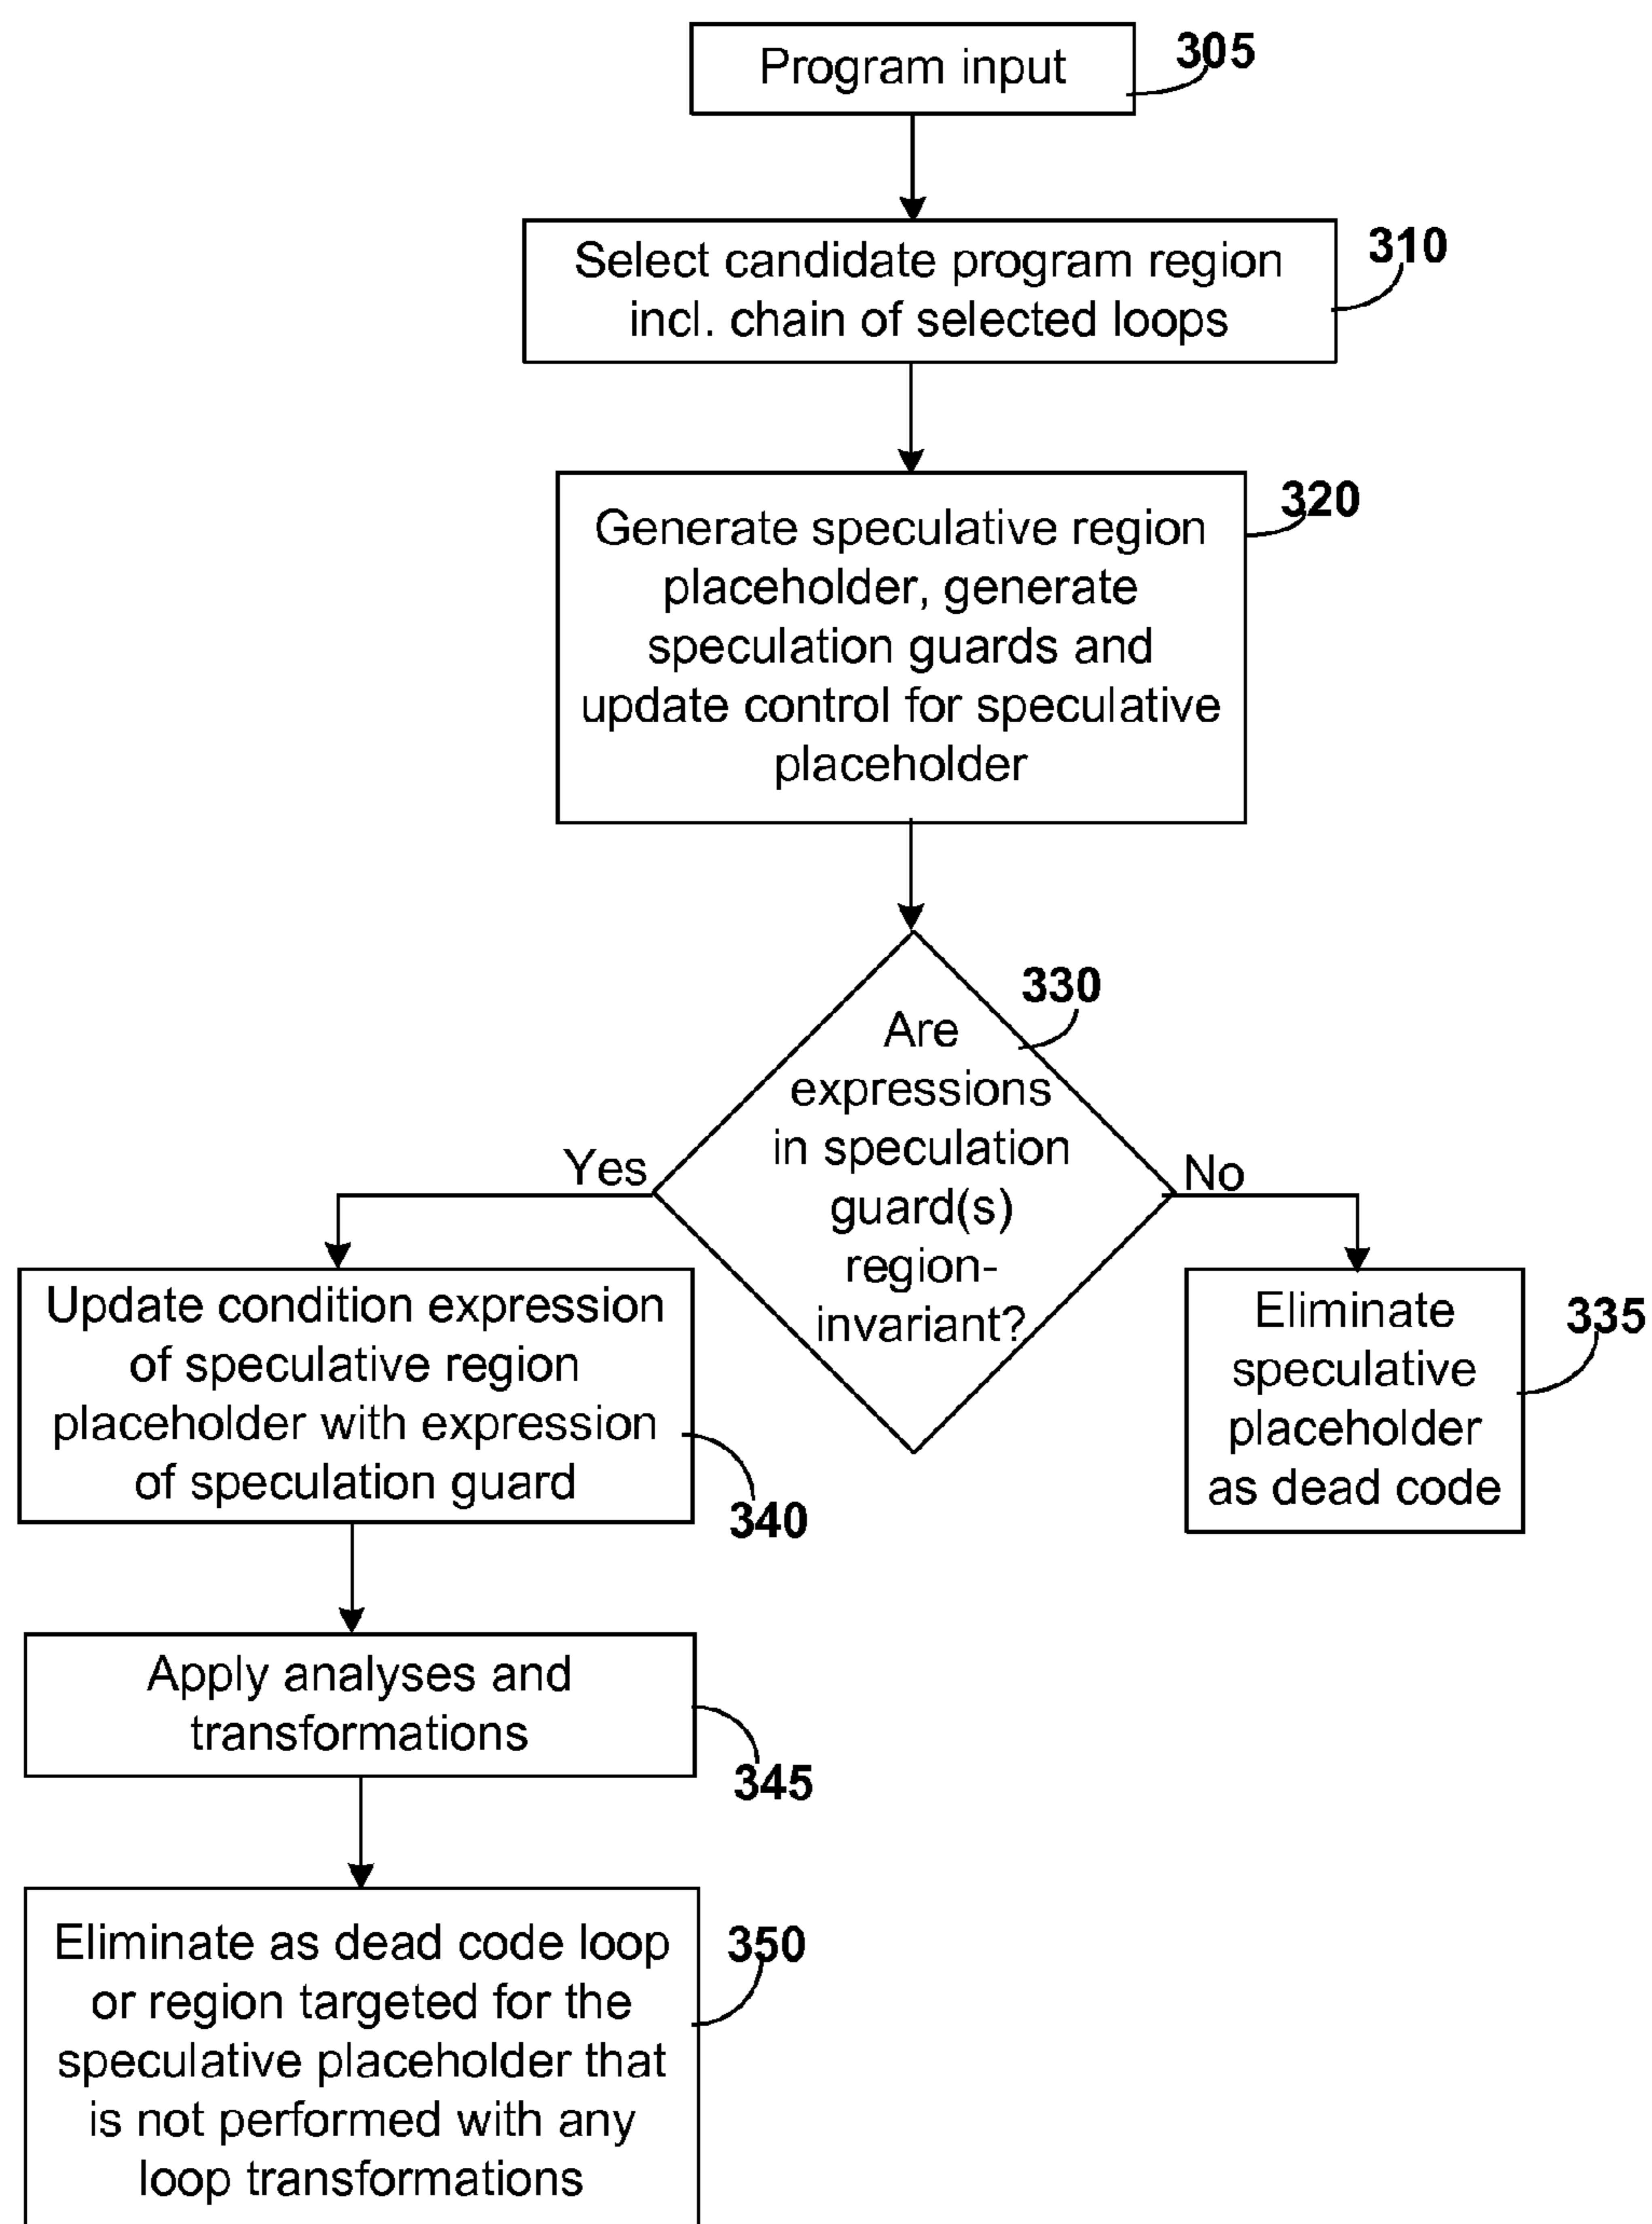 Program input
305
Select candidate program region
incl. chain of selected loops
310
Generate speculative region
placeholder, generate
speculation guards and
update control for speculative
placeholder
320
330
Are
expressions
in speculation
guard(s)
region-
invariant?
Yes
No
Update condition expression
of speculative region
placeholder with expression
of speculation guard
340
Eliminate
speculative
placeholder
as dead code
335
Apply analyses and
transformations
345
Eliminate as dead code loop
or region targeted for the
speculative placeholder that
is not performed with any
loop transformations
350